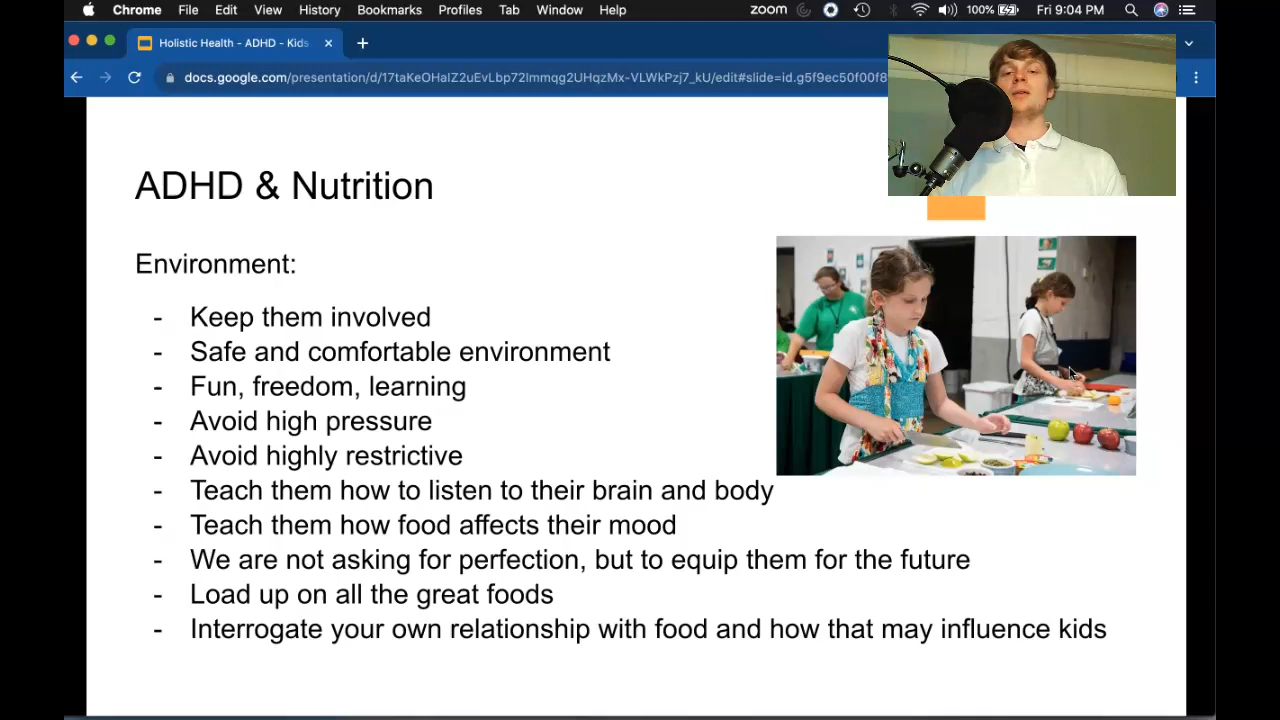 Chrome File Edit View History Bookmarks Profiles Tab Window Help zoom 100% Fri 9:04 PM
Holistic Health - ADHD - Kids
docs.google.com/presentation/d/17taKeOHaIZ2uEvLbp72lmmqg2UHqzMx-VLWkPzj7_kU/edit#slide=id.g5f9ec50f00f8
ADHD & Nutrition
Environment:
- Keep them involved
- Safe and comfortable environment
- Fun, freedom, learning
- Avoid high pressure
- Avoid highly restrictive
- Teach them how to listen to their brain and body
- Teach them how food affects their mood
- We are not asking for perfection, but to equip them for the future
- Load up on all the great foods
- Interrogate your own relationship with food and how that may influence kids